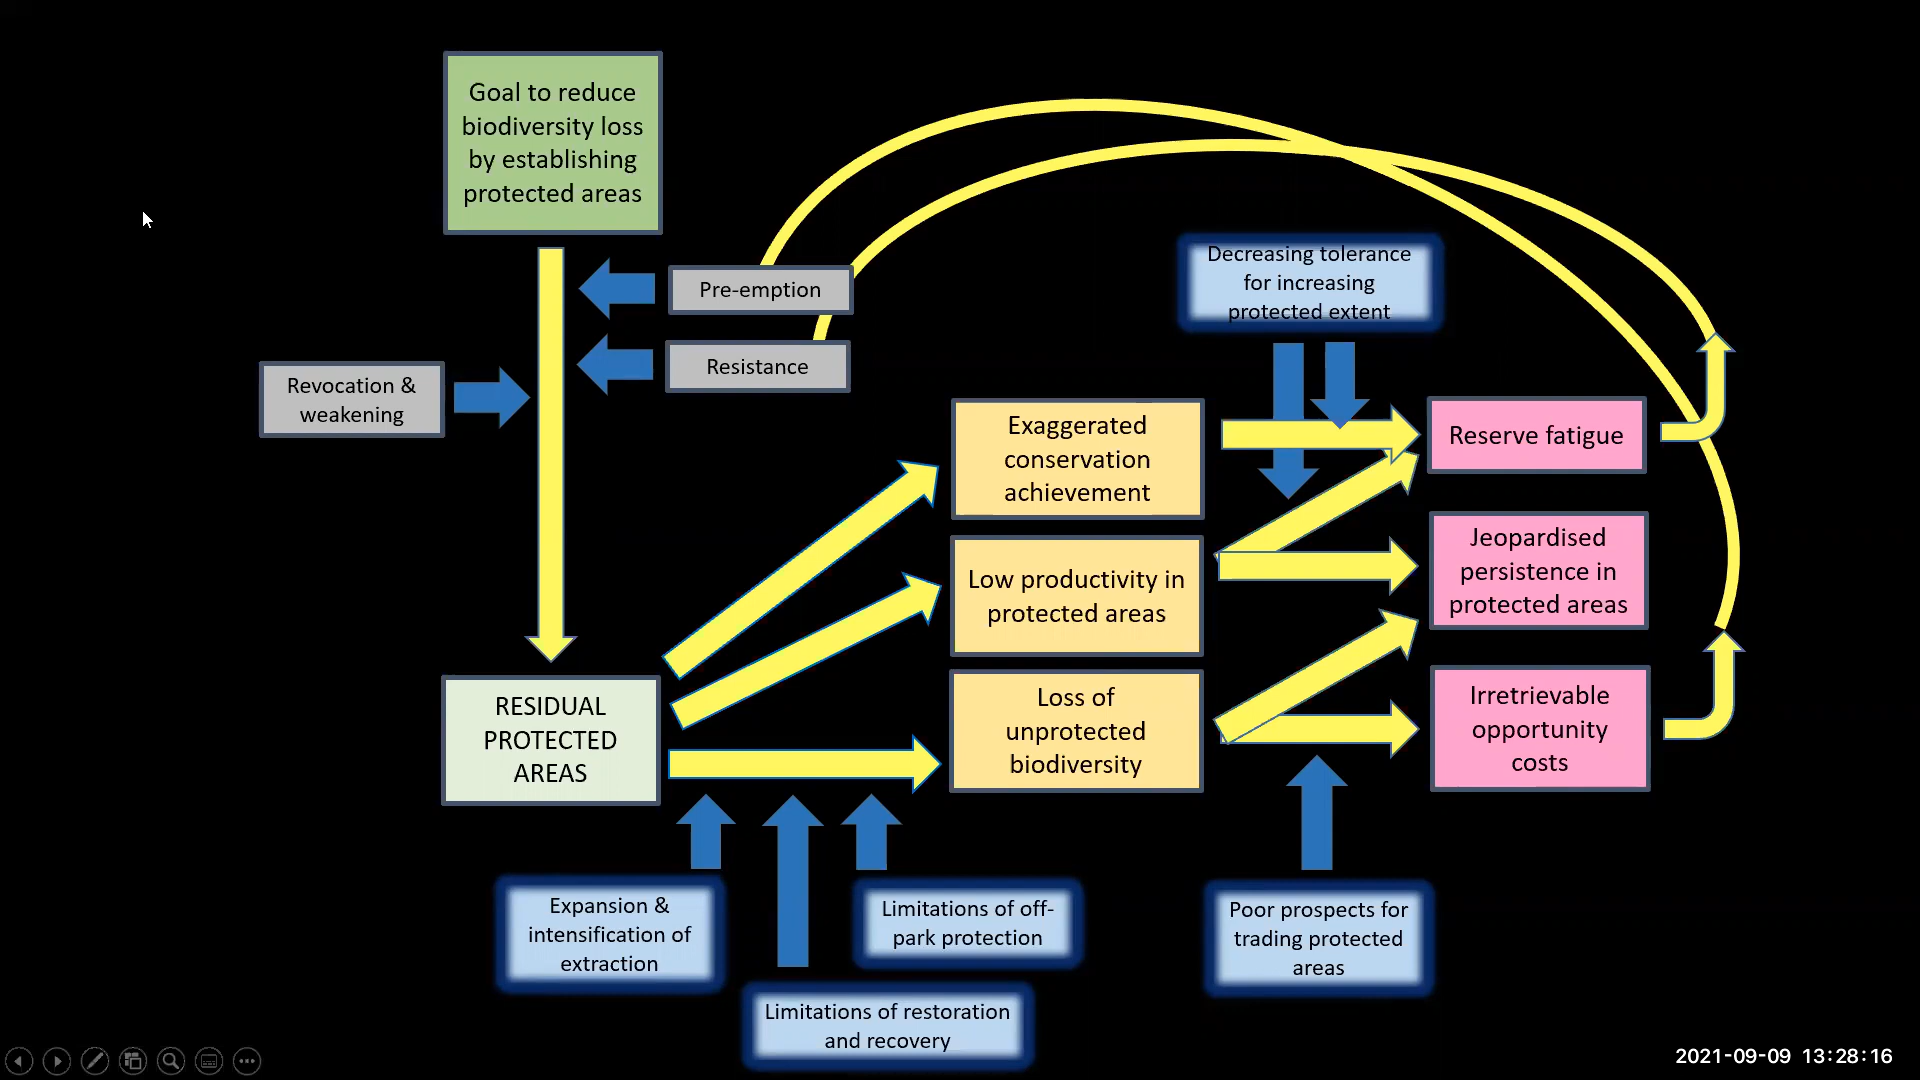 Goal to reduce
biodiversity loss
by establishing
protected areas
Pre-emption
Resistance
Revocation &
weakening
Decreasing tolerance
for increasing
protected extent
Exaggerated
conservation
achievement
Reserve fatigue
Low productivity in
protected areas
Jeopardised
persistence in
protected areas
RESIDUAL
PROTECTED
AREAS
Loss of
unprotected
biodiversity
Irretrievable
opportunity
costs
Expansion &
intensification of
extraction
Limitations of off-
park protection
Poor prospects for
trading protected
areas
Limitations of restoration
and recovery
2021-09-09 13:28:16